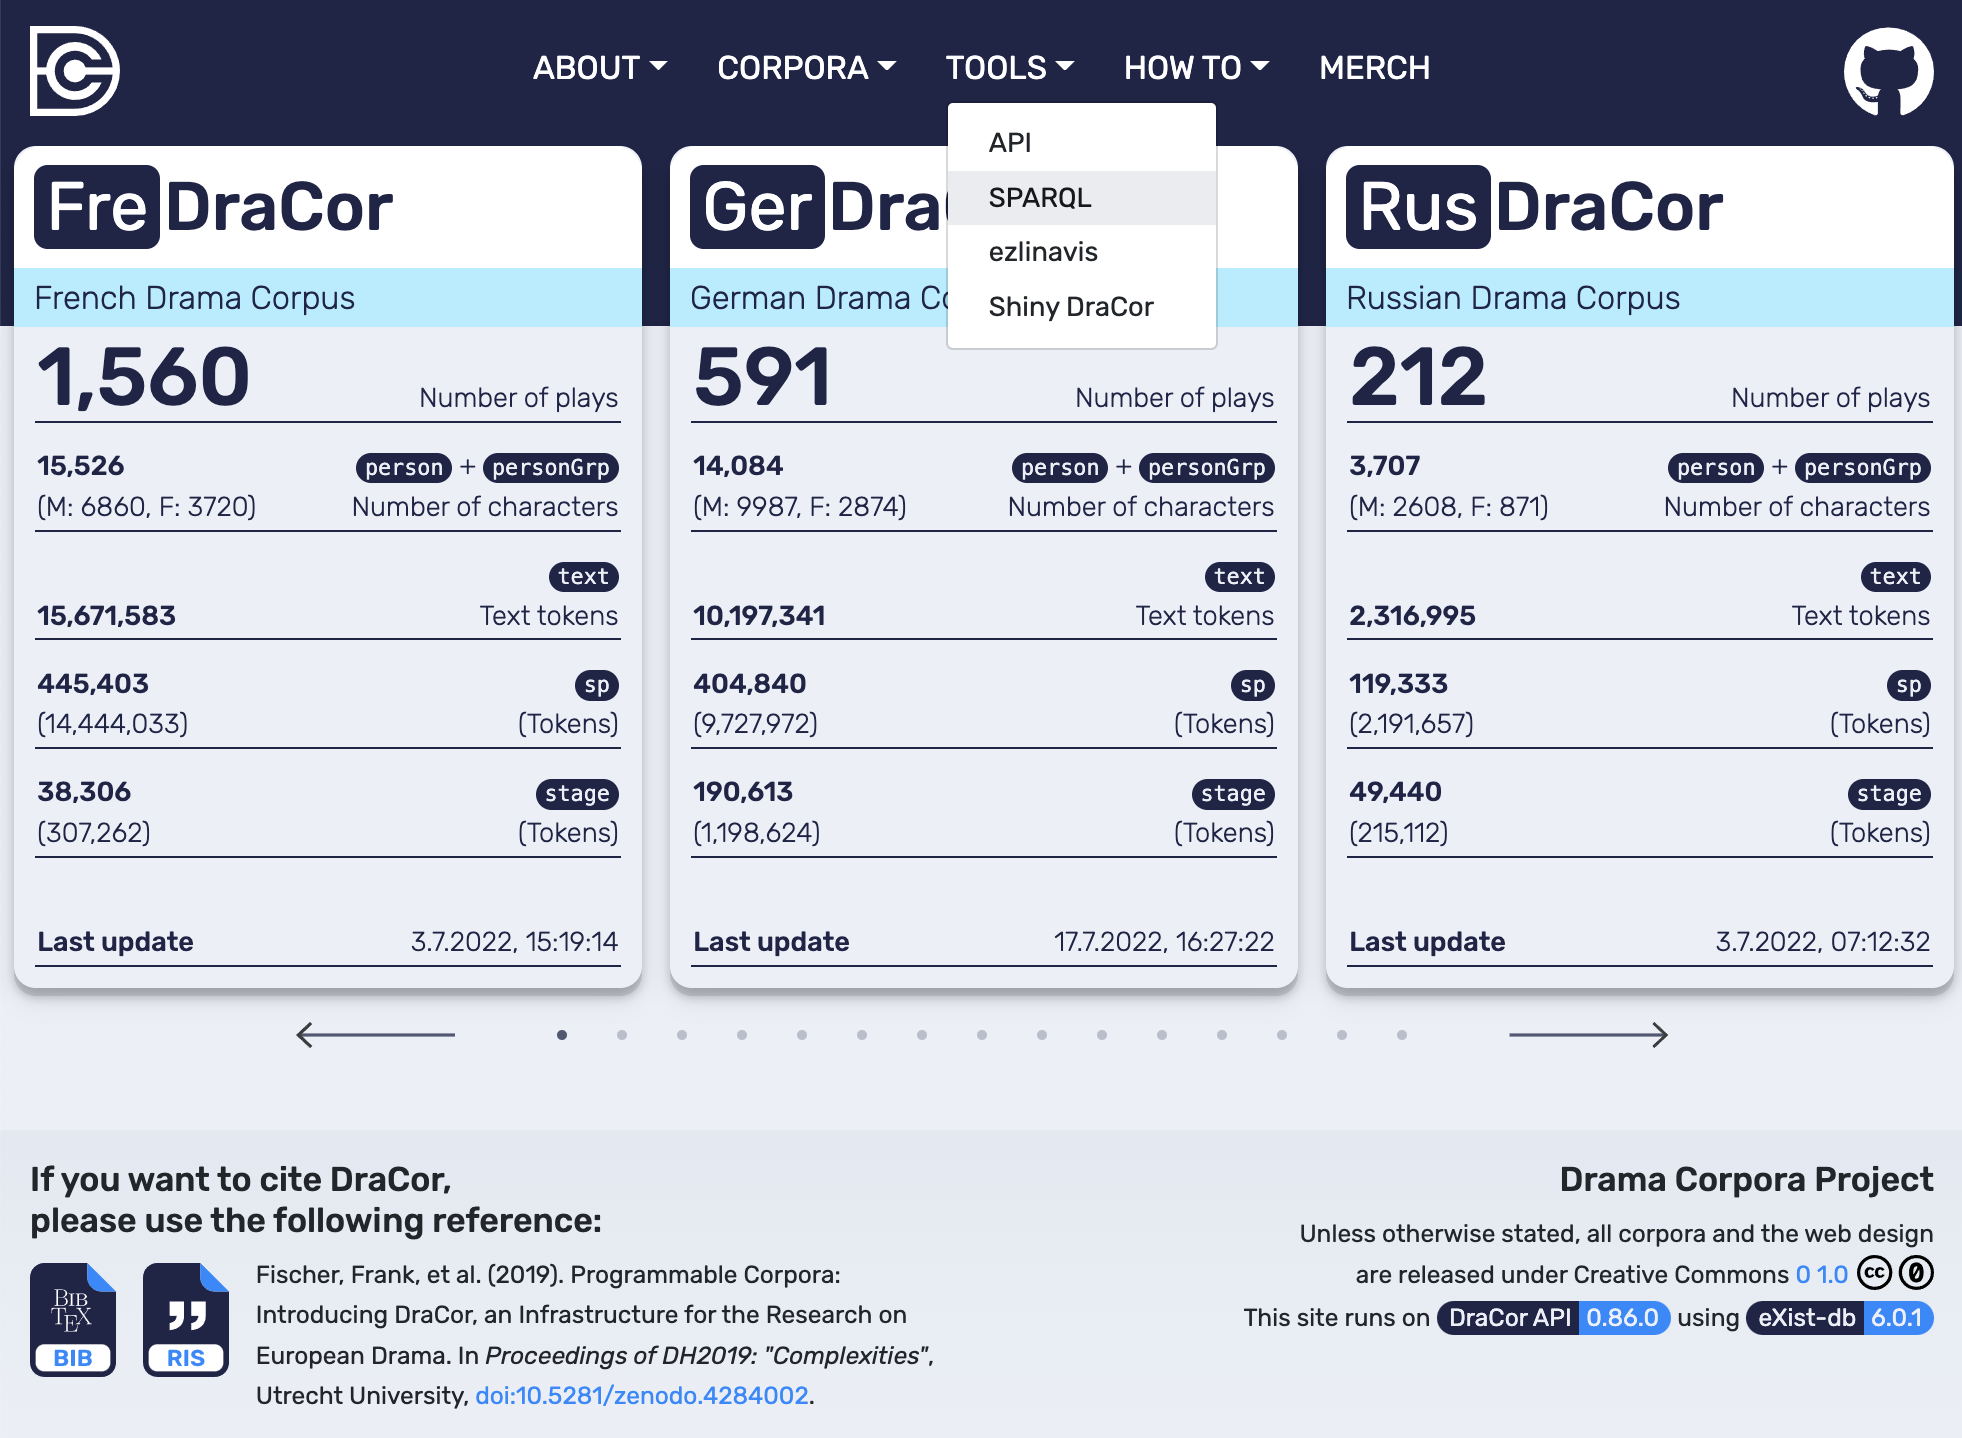 ABOUT CORPORA TOOLS HOW TO MERCH
API
SPARQL
ezlinavis
Shiny DraCor
FreDraCor
French Drama Corpus
1,560 Number of plays
15,526 person + personGrp
(M: 6860, F: 3720) Number of characters
text
15,671,583 Text tokens
445,403 sp
(14,444,033) (Tokens)
38,306 stage
(307,262) (Tokens)
Last update 3.7.2022, 15:19:14
GerDra
German Drama Co
591 Number of plays
14,084 person + personGrp
(M: 9987, F: 2874) Number of characters
text
10,197,341 Text tokens
404,840 sp
(9,727,972) (Tokens)
190,613 stage
(1,198,624) (Tokens)
Last update 17.7.2022, 16:27:22
RusDraCor
Russian Drama Corpus
212 Number of plays
3,707 person + personGrp
(M: 2608, F: 871) Number of characters
text
2,316,995 Text tokens
119,333 sp
(2,191,657) (Tokens)
49,440 stage
(215,112) (Tokens)
Last update 3.7.2022, 07:12:32
If you want to cite DraCor,
please use the following reference:
BIBTEX
BIB
RIS
Fischer, Frank, et al. (2019). Programmable Corpora:
Introducing DraCor, an Infrastructure for the Research on
European Drama. In Proceedings of DH2019: "Complexities",
Utrecht University, doi:10.5281/zenodo.4284002.
Drama Corpora Project
Unless otherwise stated, all corpora and the web design
are released under Creative Commons 0 1.0 cc 0
This site runs on DraCor API 0.86.0 using eXist-db 6.0.1